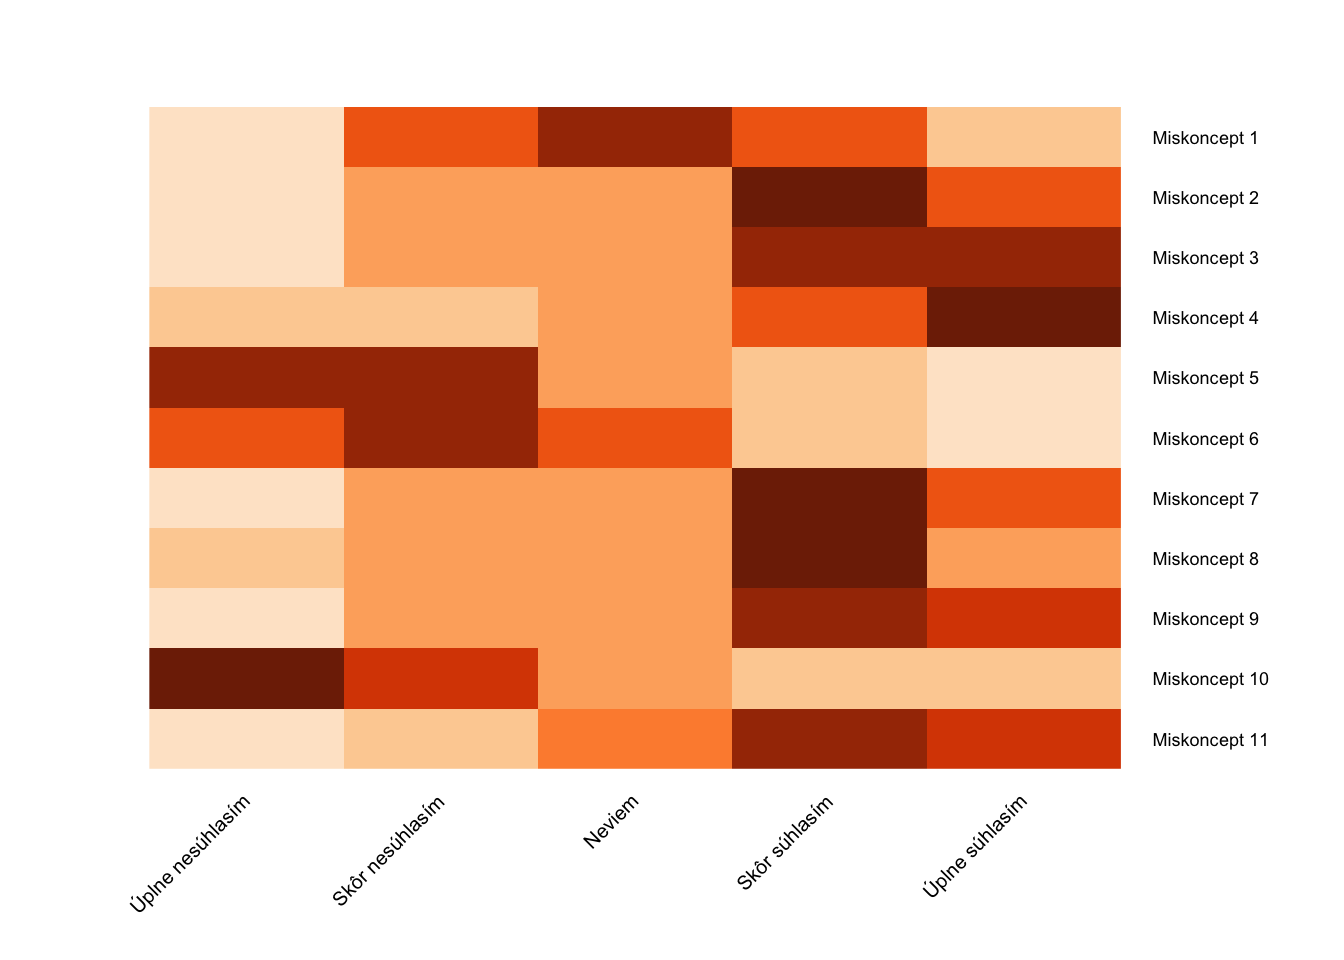 Miskoncept 1
Miskoncept 2
Miskoncept 3
Miskoncept 4
Miskoncept 5
Miskoncept 6
Miskoncept 7
Miskoncept 8
Miskoncept 9
Miskoncept 10
Miskoncept 11
Úplne nesúhlasím
Skôr nesúhlasím
Neviem
Skôr súhlasím
Úplne súhlasím